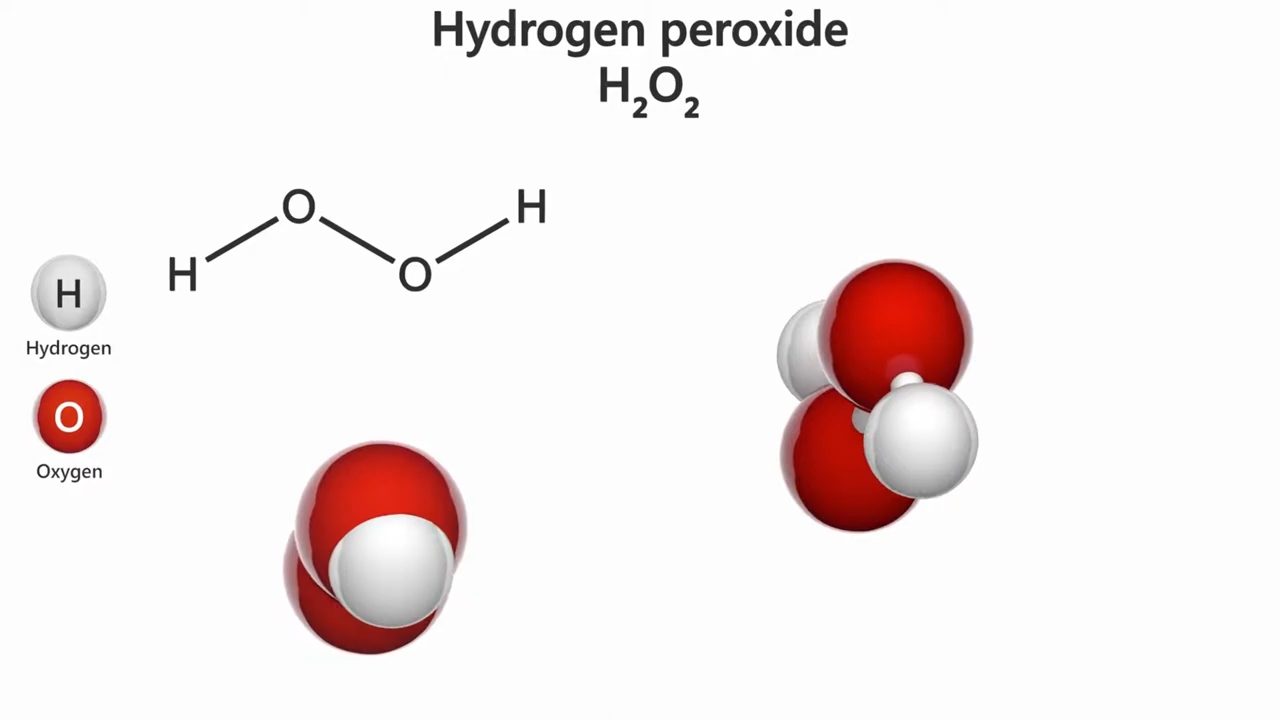 Hydrogen peroxide
H₂O₂
O H
H O
H
Hydrogen
O
Oxygen